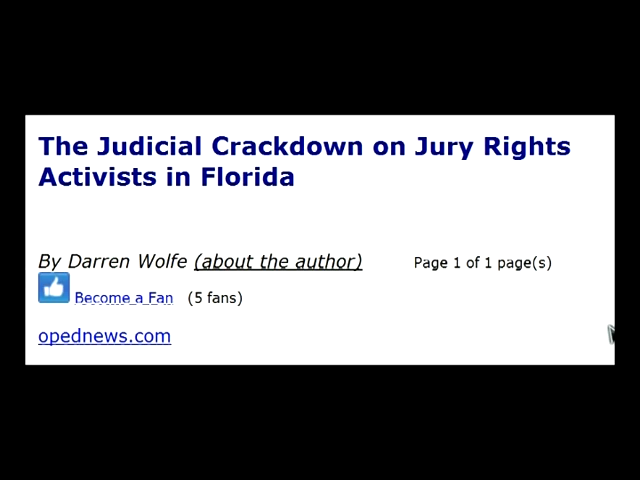 The Judicial Crackdown on Jury Rights
Activists in Florida
By Darren Wolfe (about the author) Page 1 of 1 page(s)
Become a Fan (5 fans)
opednews.com